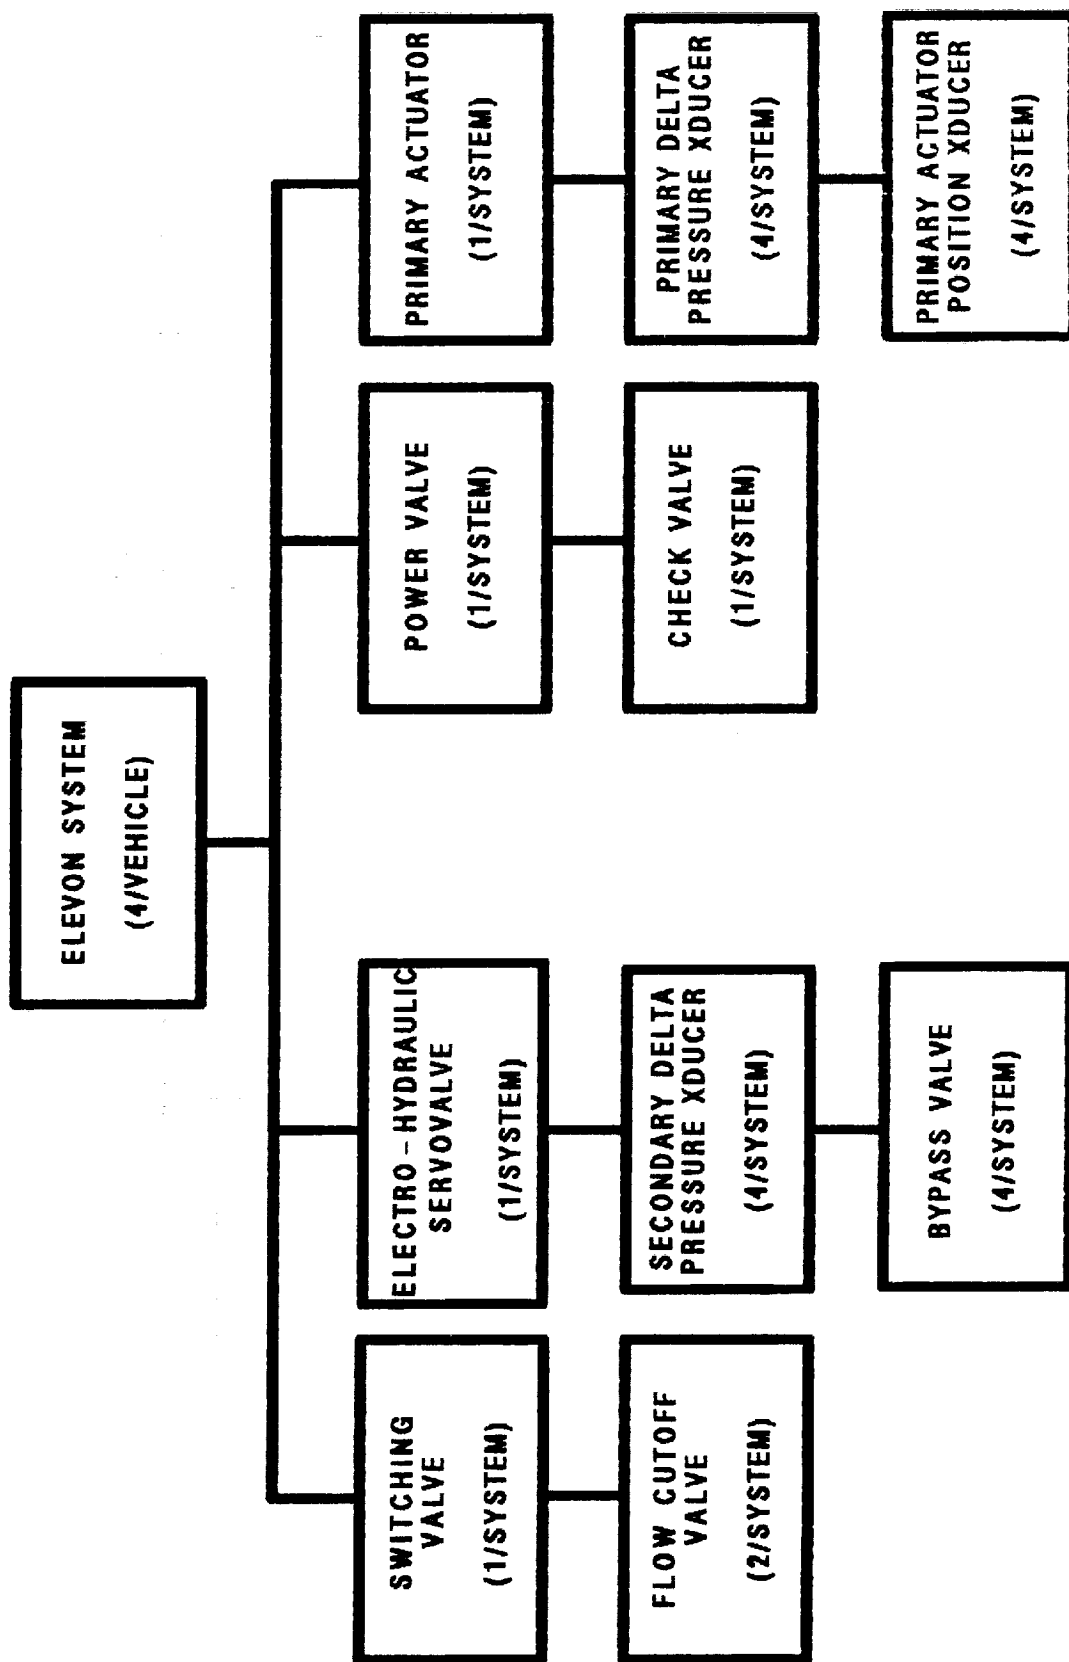 ELEVON SYSTEM
(4/VEHICLE)
SWITCHING
VALVE
(1/SYSTEM)
ELECTRO-HYDRAULIC
SERVOVALVE
(1/SYSTEM)
POWER VALVE
(1/SYSTEM)
PRIMARY ACTUATOR
(1/SYSTEM)
FLOW CUTOFF
VALVE
(2/SYSTEM)
SECONDARY DELTA
PRESSURE XDUCER
(4/SYSTEM)
CHECK VALVE
(1/SYSTEM)
PRIMARY DELTA
PRESSURE XDUCER
(4/SYSTEM)
BYPASS VALVE
(4/SYSTEM)
PRIMARY ACTUATOR
POSITION XDUCER
(4/SYSTEM)